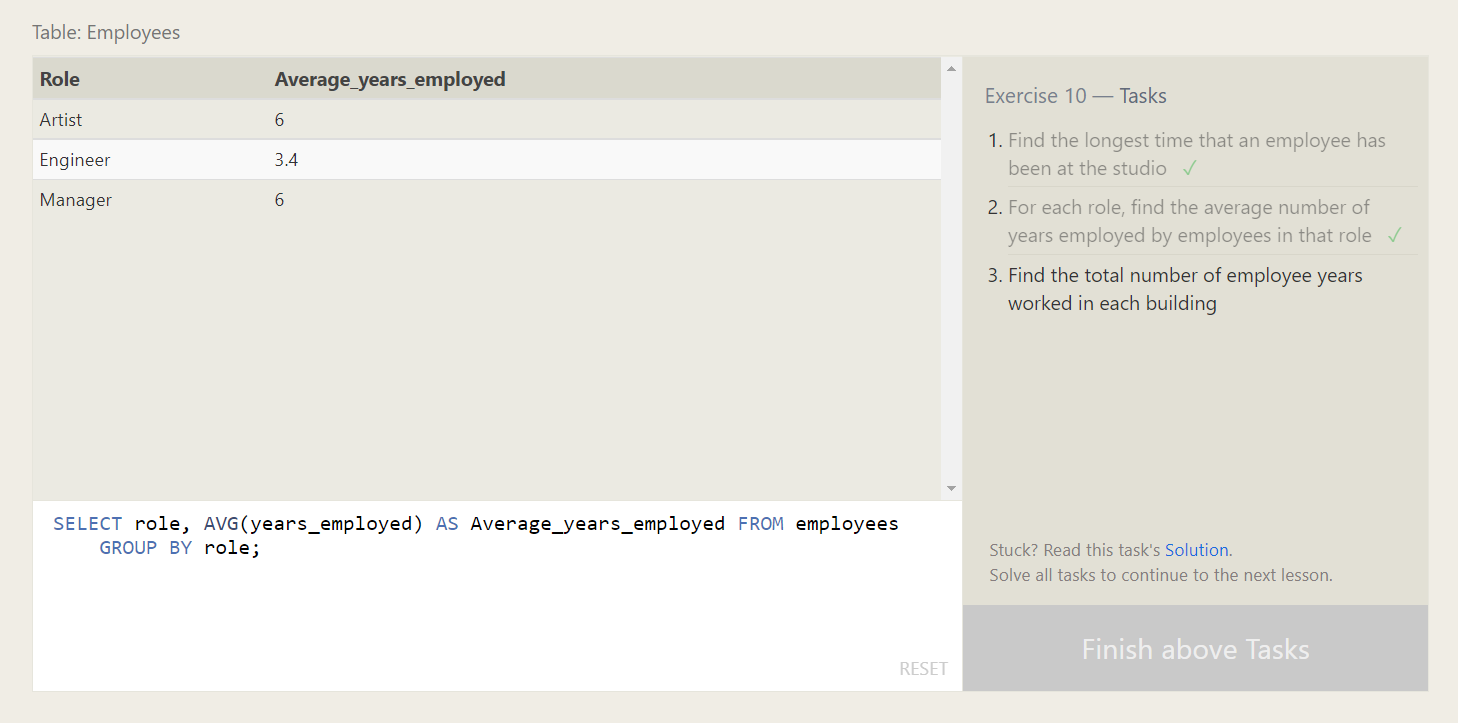 Table: Employees
Role Average_years_employed
Artist 6
Engineer 3.4
Manager 6
SELECT role, AVG(years_employed) AS Average_years_employed FROM employees
GROUP BY role;
RESET
Exercise 10 — Tasks
1. Find the longest time that an employee has
been at the studio ✓
2. For each role, find the average number of
years employed by employees in that role ✓
3. Find the total number of employee years
worked in each building
Stuck? Read this task's Solution.
Solve all tasks to continue to the next lesson.
Finish above Tasks